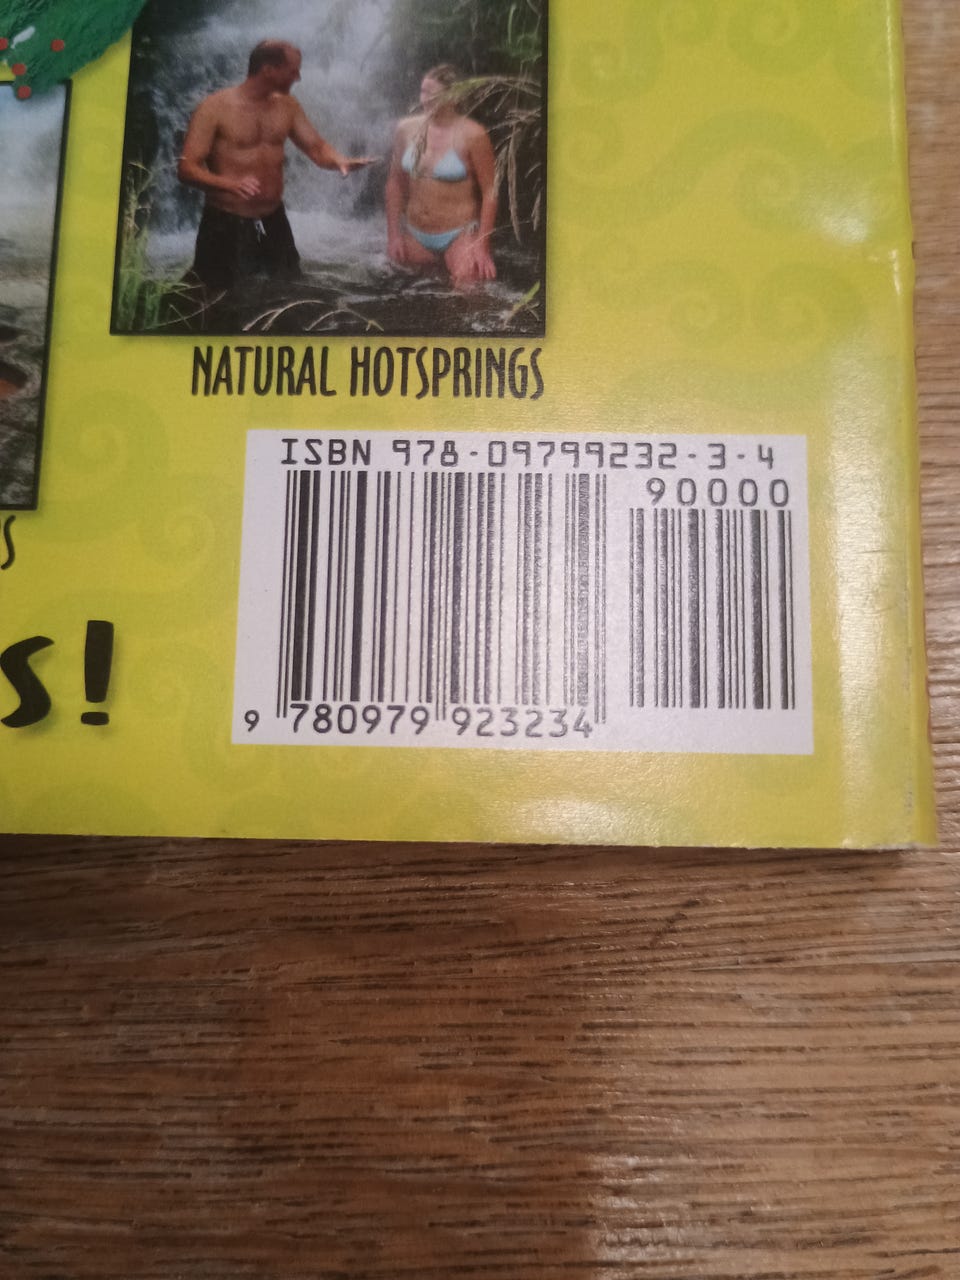 NATURAL HOTSPRINGS
ISBN 978-09799232-3-4
90000
9 780979 923234
S
S!